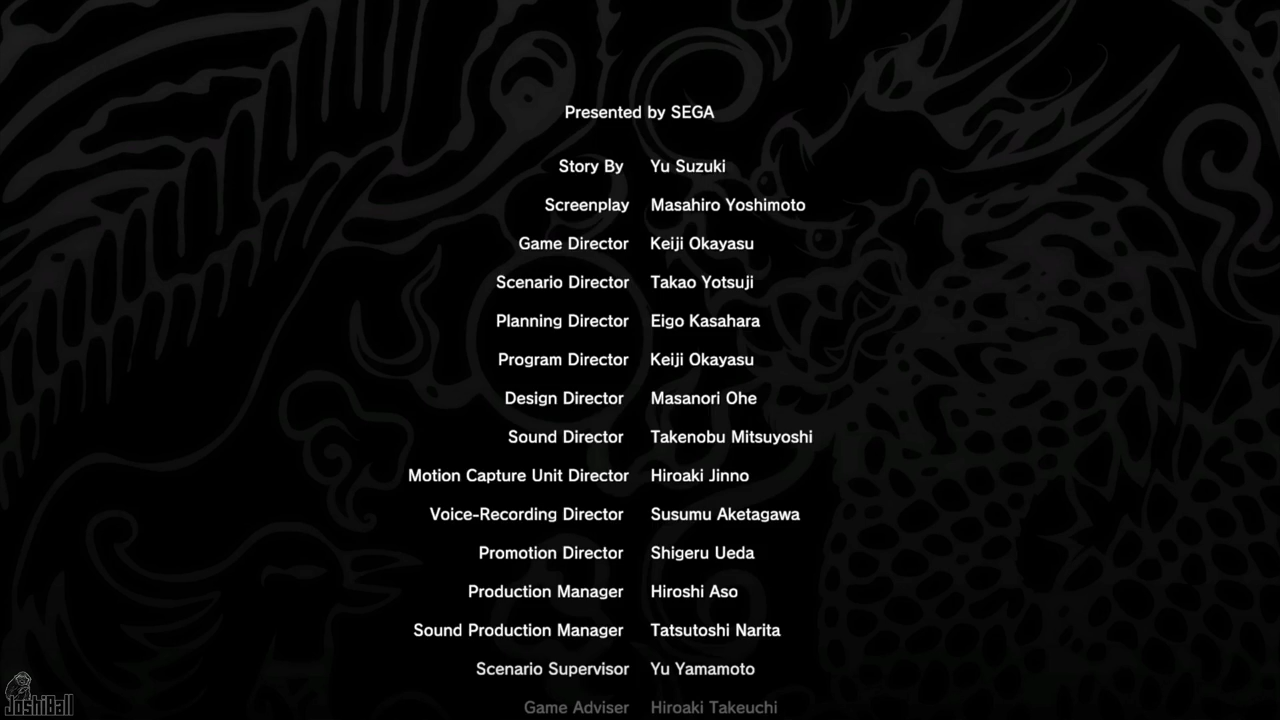 Presented by SEGA
Story By Yu Suzuki
Screenplay Masahiro Yoshimoto
Game Director Keiji Okayasu
Scenario Director Takao Yotsuji
Planning Director Eigo Kasahara
Program Director Keiji Okayasu
Design Director Masanori Ohe
Sound Director Takenobu Mitsuyoshi
Motion Capture Unit Director Hiroaki Jinno
Voice-Recording Director Susumu Aketagawa
Promotion Director Shigeru Ueda
Production Manager Hiroshi Aso
Sound Production Manager Tatsutoshi Narita
Scenario Supervisor Yu Yamamoto
Game Adviser Hiroaki Takeuchi
JoshiBall